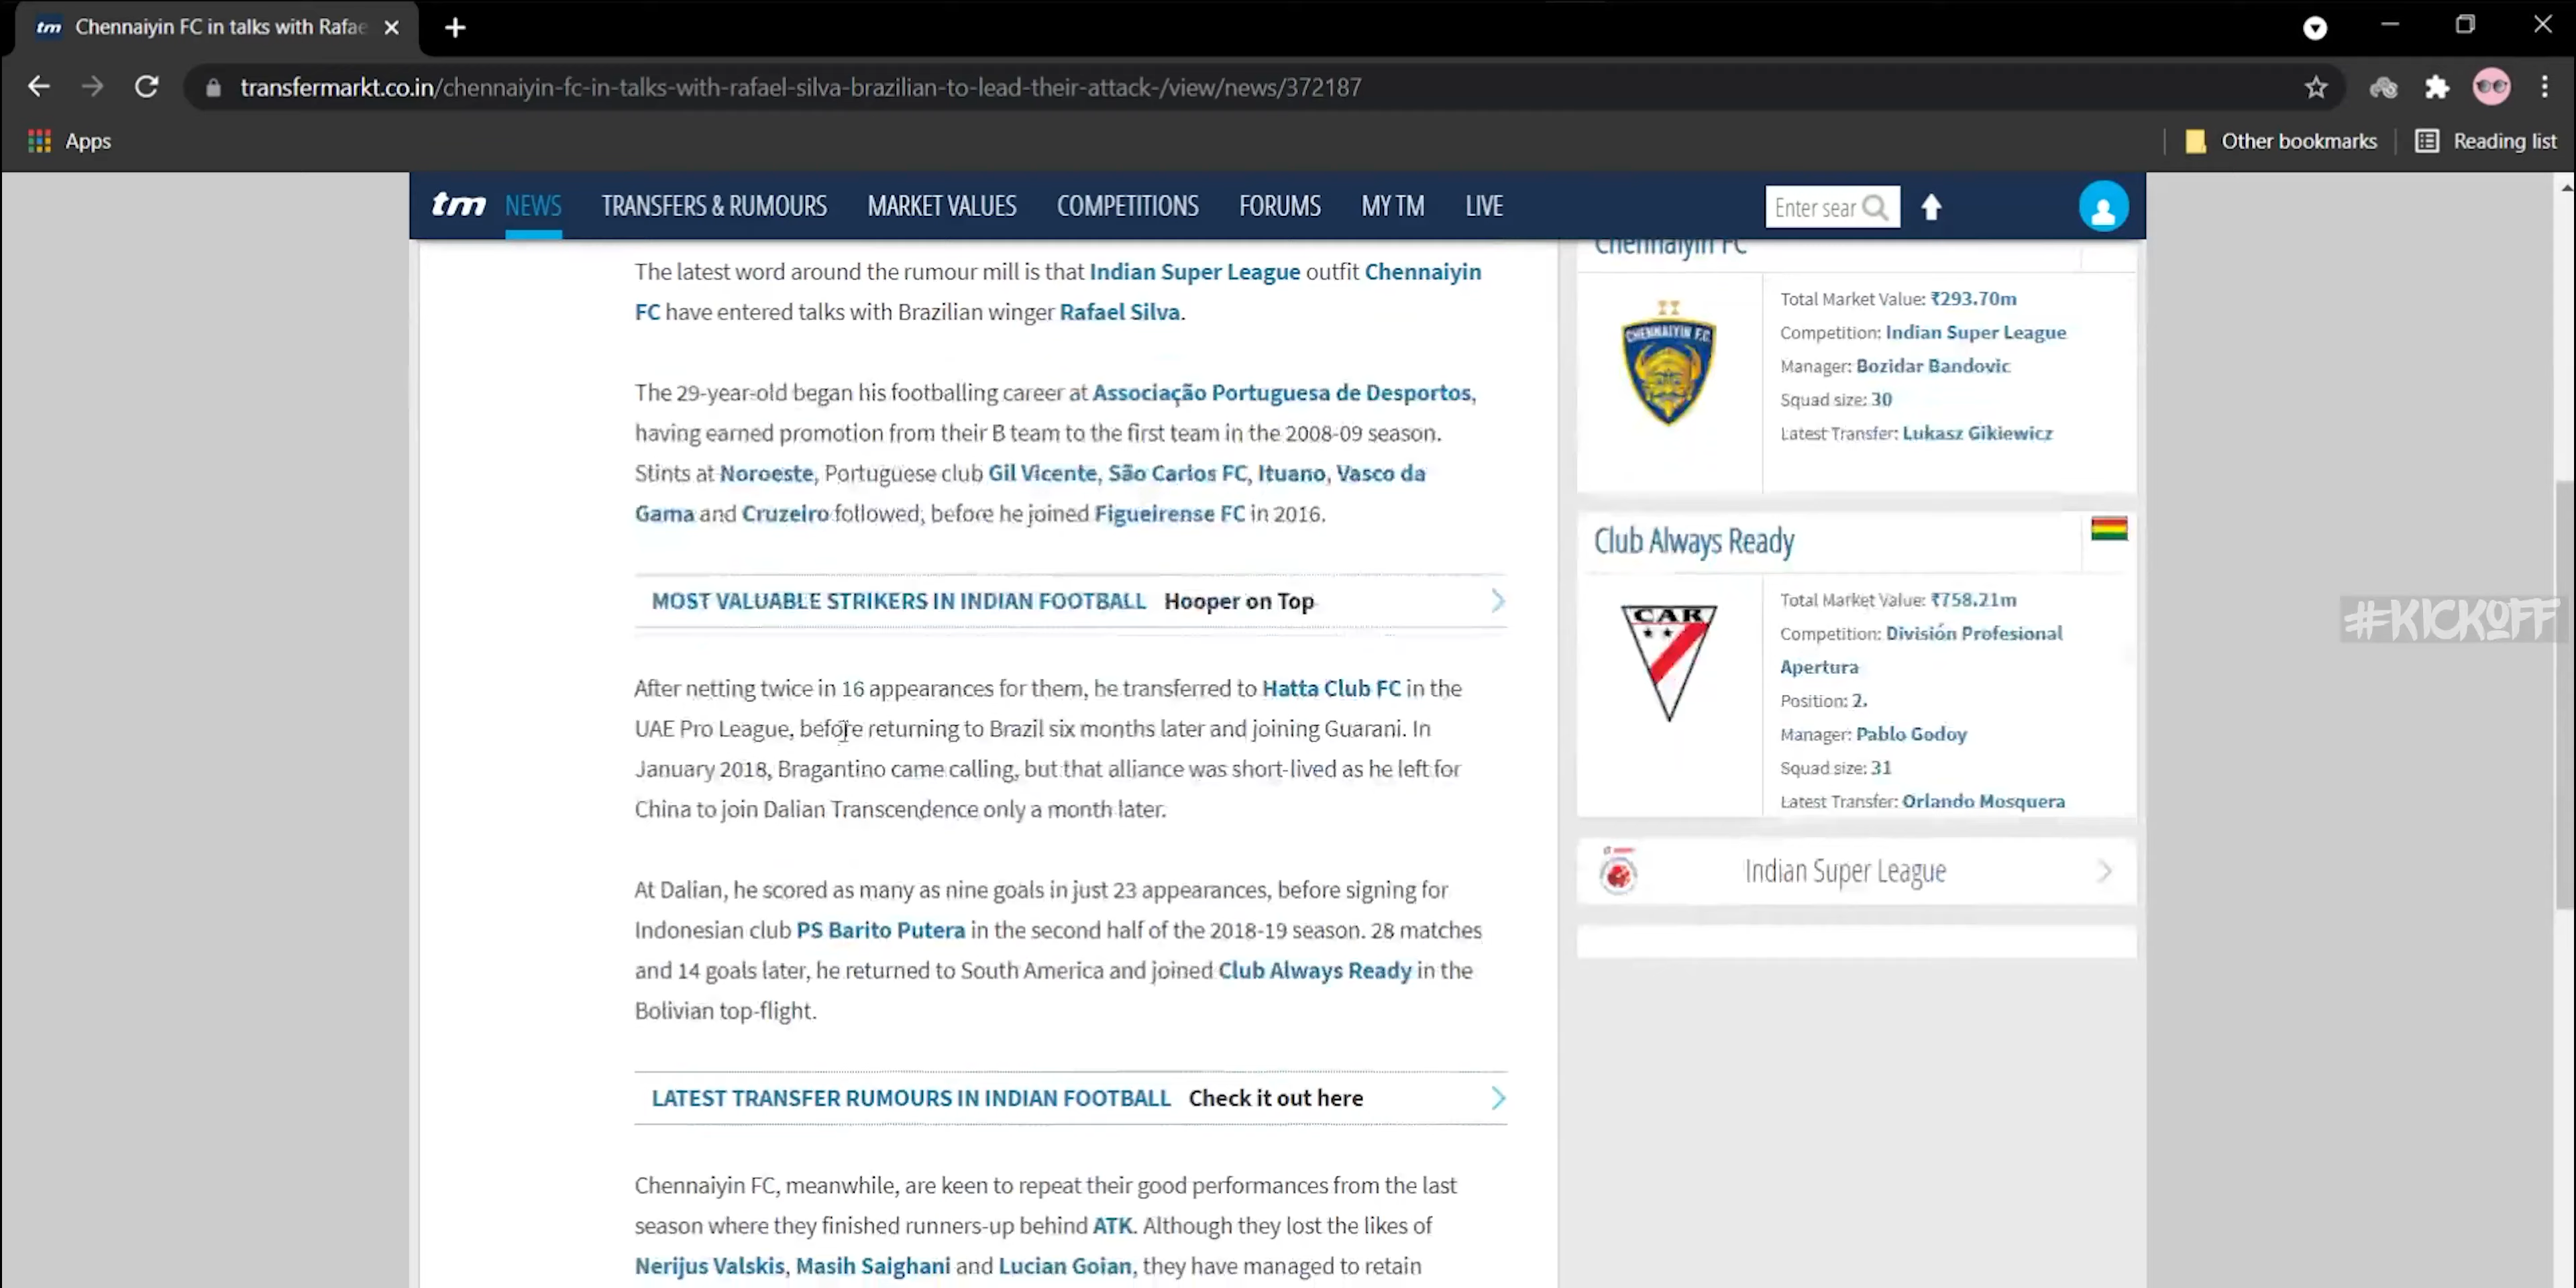 tm Chennaiyin FC in talks with Rafae
transfermarkt.co.in/chennaiyin-fc-in-talks-with-rafael-silva-brazilian-to-lead-their-attack-/view/news/372187
Apps
Other bookmarks
Reading list
tm NEWS TRANSFERS & RUMOURS MARKET VALUES COMPETITIONS FORUMS MY TM LIVE
Enter sear
The latest word around the rumour mill is that Indian Super League outfit Chennaiyin
FC have entered talks with Brazilian winger Rafael Silva.
The 29-year-old began his footballing career at Associação Portuguesa de Desportos,
having earned promotion from their B team to the first team in the 2008-09 season.
Stints at Noroeste, Portuguese club Gil Vicente, São Carlos FC, Ituano, Vasco da
Gama and Cruzeiro followed, before he joined Figueirense FC in 2016.
MOST VALUABLE STRIKERS IN INDIAN FOOTBALL Hooper on Top
After netting twice in 16 appearances for them, he transferred to Hatta Club FC in the
UAE Pro League, before returning to Brazil six months later and joining Guarani. In
January 2018, Bragantino came calling, but that alliance was short-lived as he left for
China to join Dalian Transcendence only a month later.
At Dalian, he scored as many as nine goals in just 23 appearances, before signing for
Indonesian club PS Barito Putera in the second half of the 2018-19 season. 28 matches
and 14 goals later, he returned to South America and joined Club Always Ready in the
Bolivian top-flight.
LATEST TRANSFER RUMOURS IN INDIAN FOOTBALL Check it out here
Chennaiyin FC, meanwhile, are keen to repeat their good performances from the last
season where they finished runners-up behind ATK. Although they lost the likes of
Nerijus Valskis, Masih Saighani and Lucian Goian, they have managed to retain
Chennaiyin FC
CHENNAIYIN F.C.
Total Market Value: ₹293.70m
Competition: Indian Super League
Manager: Bozidar Bandovic
Squad size: 30
Latest Transfer: Lukasz Gikiewicz
Club Always Ready
CAR
Total Market Value: ₹758.21m
Competition: División Profesional
Apertura
Position: 2.
Manager: Pablo Godoy
Squad size: 31
Latest Transfer: Orlando Mosquera
Indian Super League
#KICKOFF